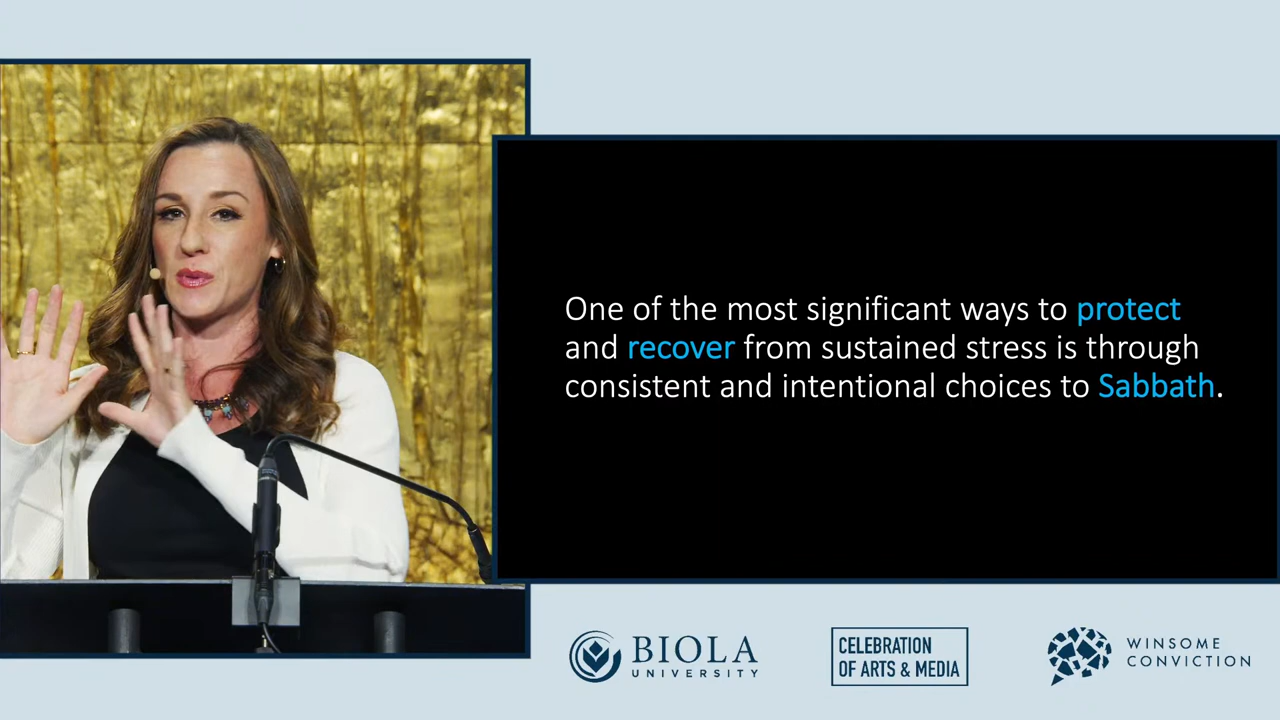 One of the most significant ways to protect
and recover from sustained stress is through
consistent and intentional choices to Sabbath.
BIOLA
UNIVERSITY
CELEBRATION
OF ARTS & MEDIA
WINSOME
CONVICTION